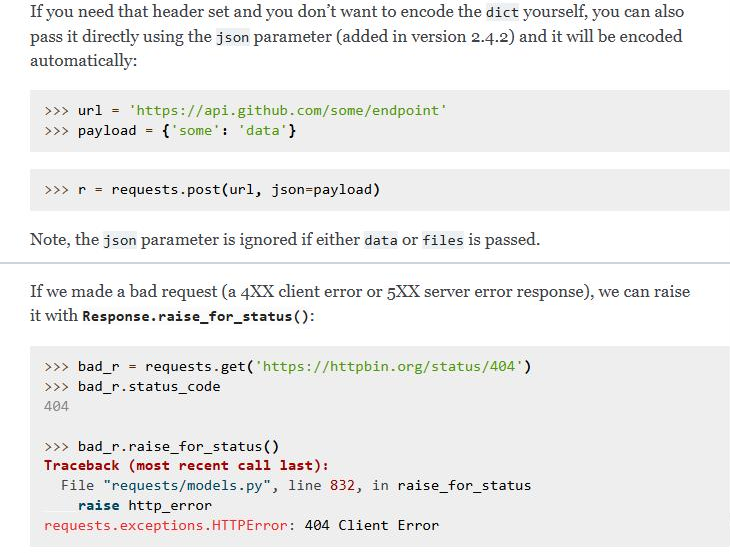 If you need that header set and you don’t want to encode the dict yourself, you can also
pass it directly using the json parameter (added in version 2.4.2) and it will be encoded
automatically:
>>> url = 'https://api.github.com/some/endpoint'
>>> payload = {'some': 'data'}
>>> r = requests.post(url, json=payload)
Note, the json parameter is ignored if either data or files is passed.
If we made a bad request (a 4XX client error or 5XX server error response), we can raise
it with Response.raise_for_status():
>>> bad_r = requests.get('https://httpbin.org/status/404')
>>> bad_r.status_code
404
>>> bad_r.raise_for_status()
Traceback (most recent call last):
  File "requests/models.py", line 832, in raise_for_status
    raise http_error
requests.exceptions.HTTPError: 404 Client Error